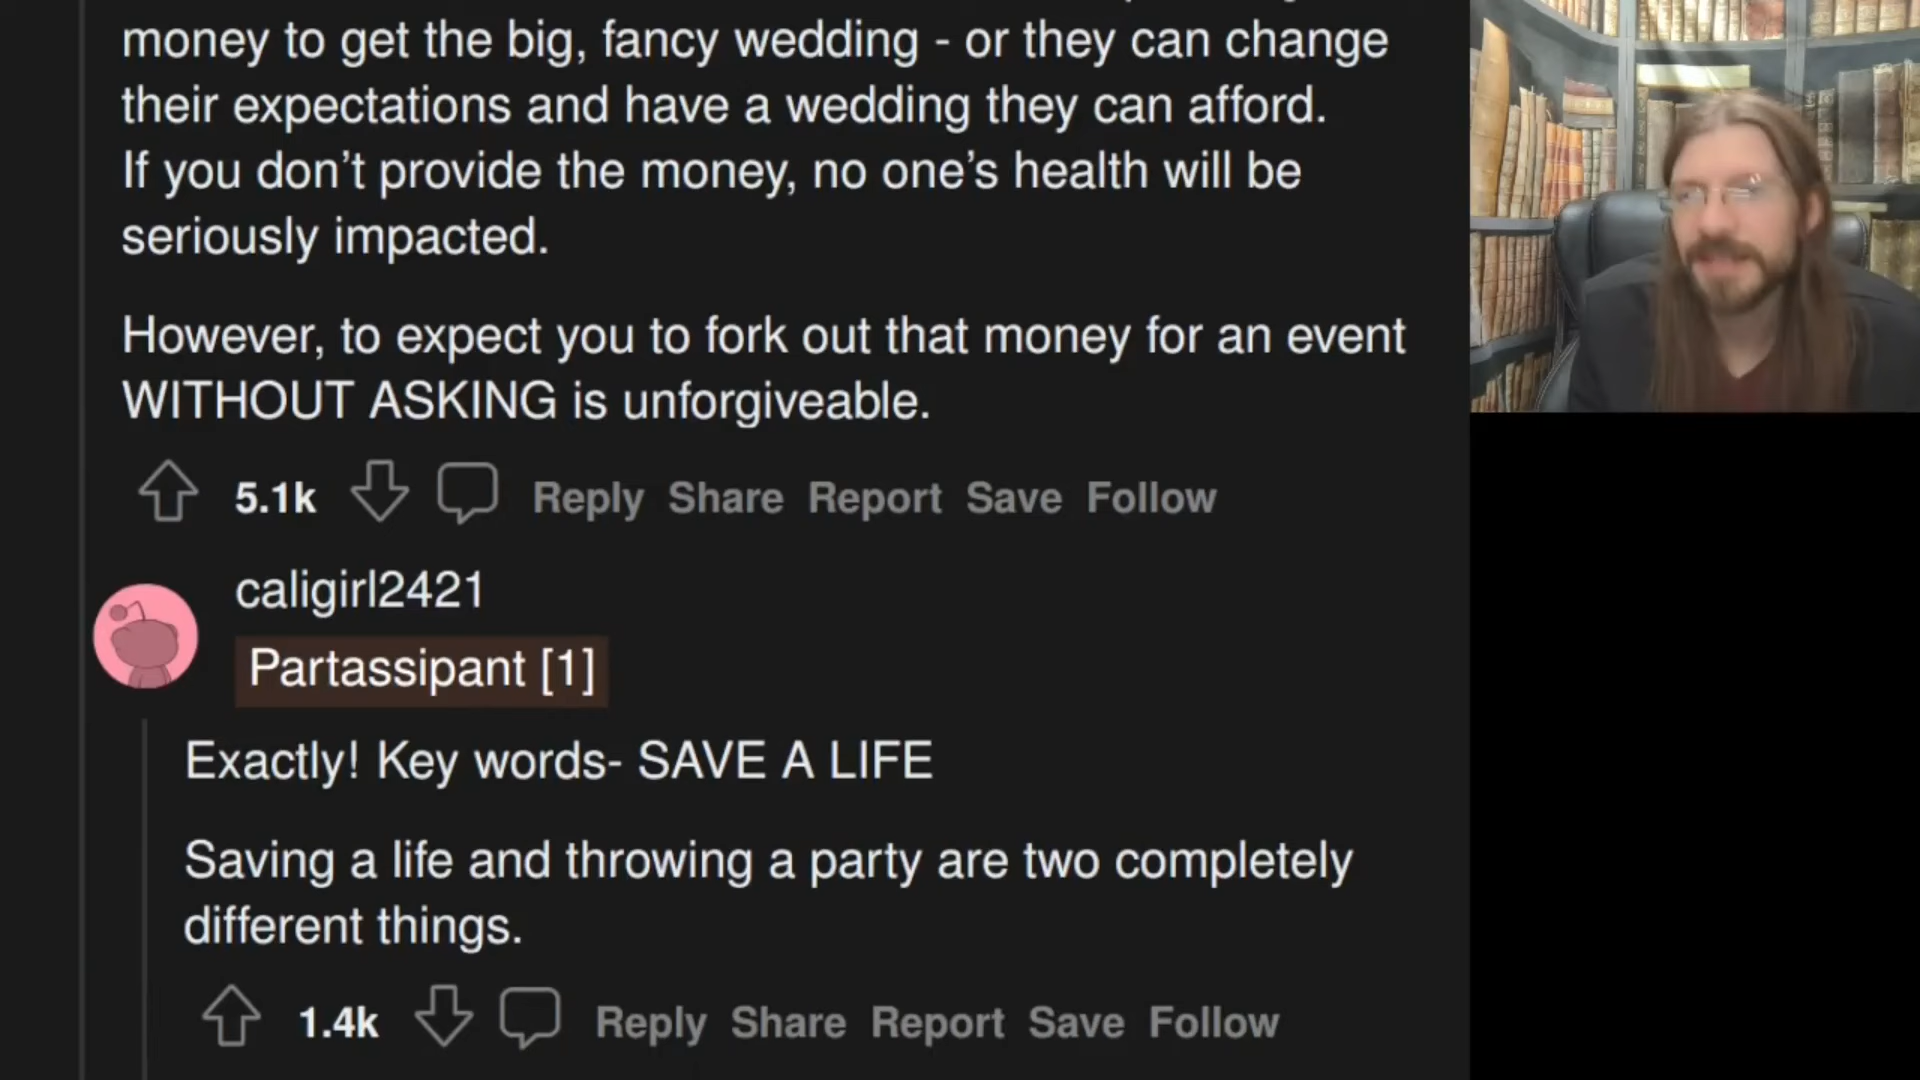 money to get the big, fancy wedding - or they can change
their expectations and have a wedding they can afford.
If you don’t provide the money, no one’s health will be
seriously impacted.
However, to expect you to fork out that money for an event
WITHOUT ASKING is unforgiveable.
5.1k Reply Share Report Save Follow
caligirl2421
Partassipant [1]
Exactly! Key words- SAVE A LIFE
Saving a life and throwing a party are two completely
different things.
1.4k Reply Share Report Save Follow